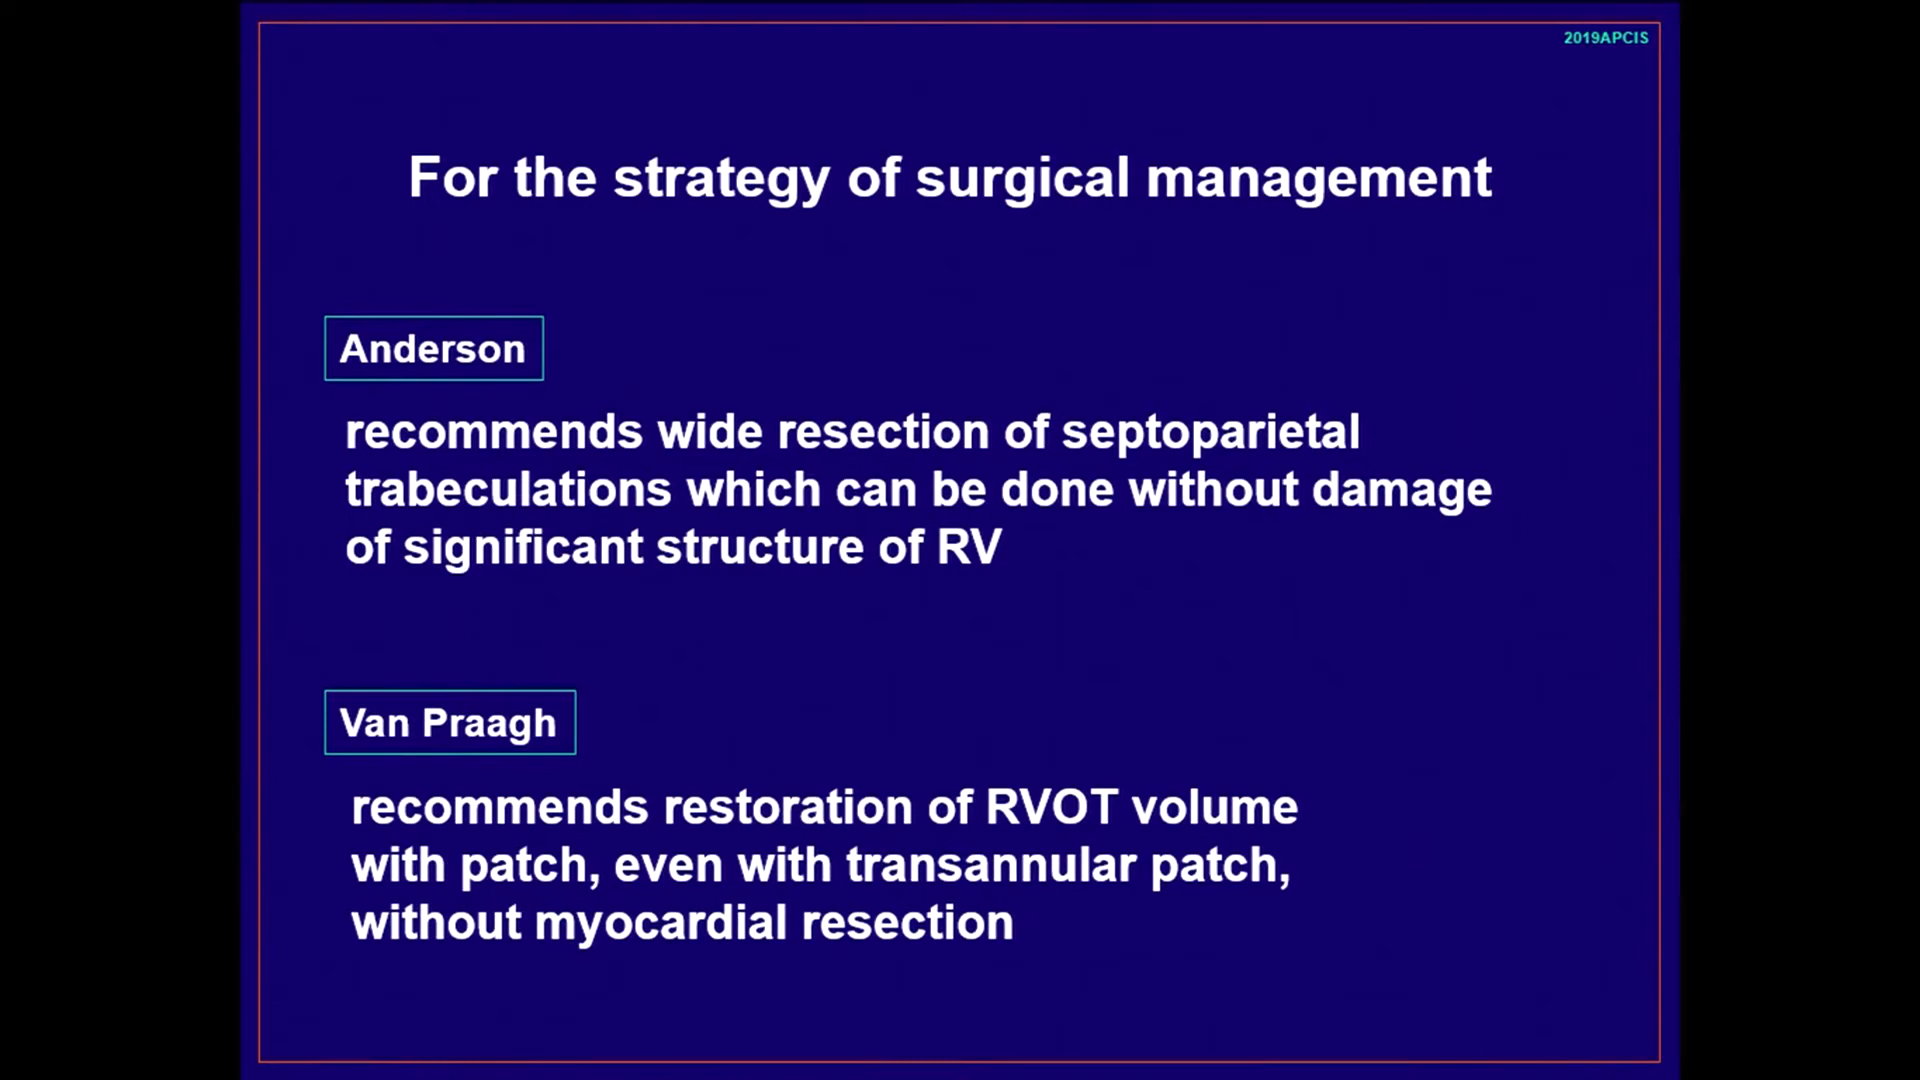 2019APCIS
For the strategy of surgical management
Anderson
recommends wide resection of septoparietal
trabeculations which can be done without damage
of significant structure of RV
Van Praagh
recommends restoration of RVOT volume
with patch, even with transannular patch,
without myocardial resection